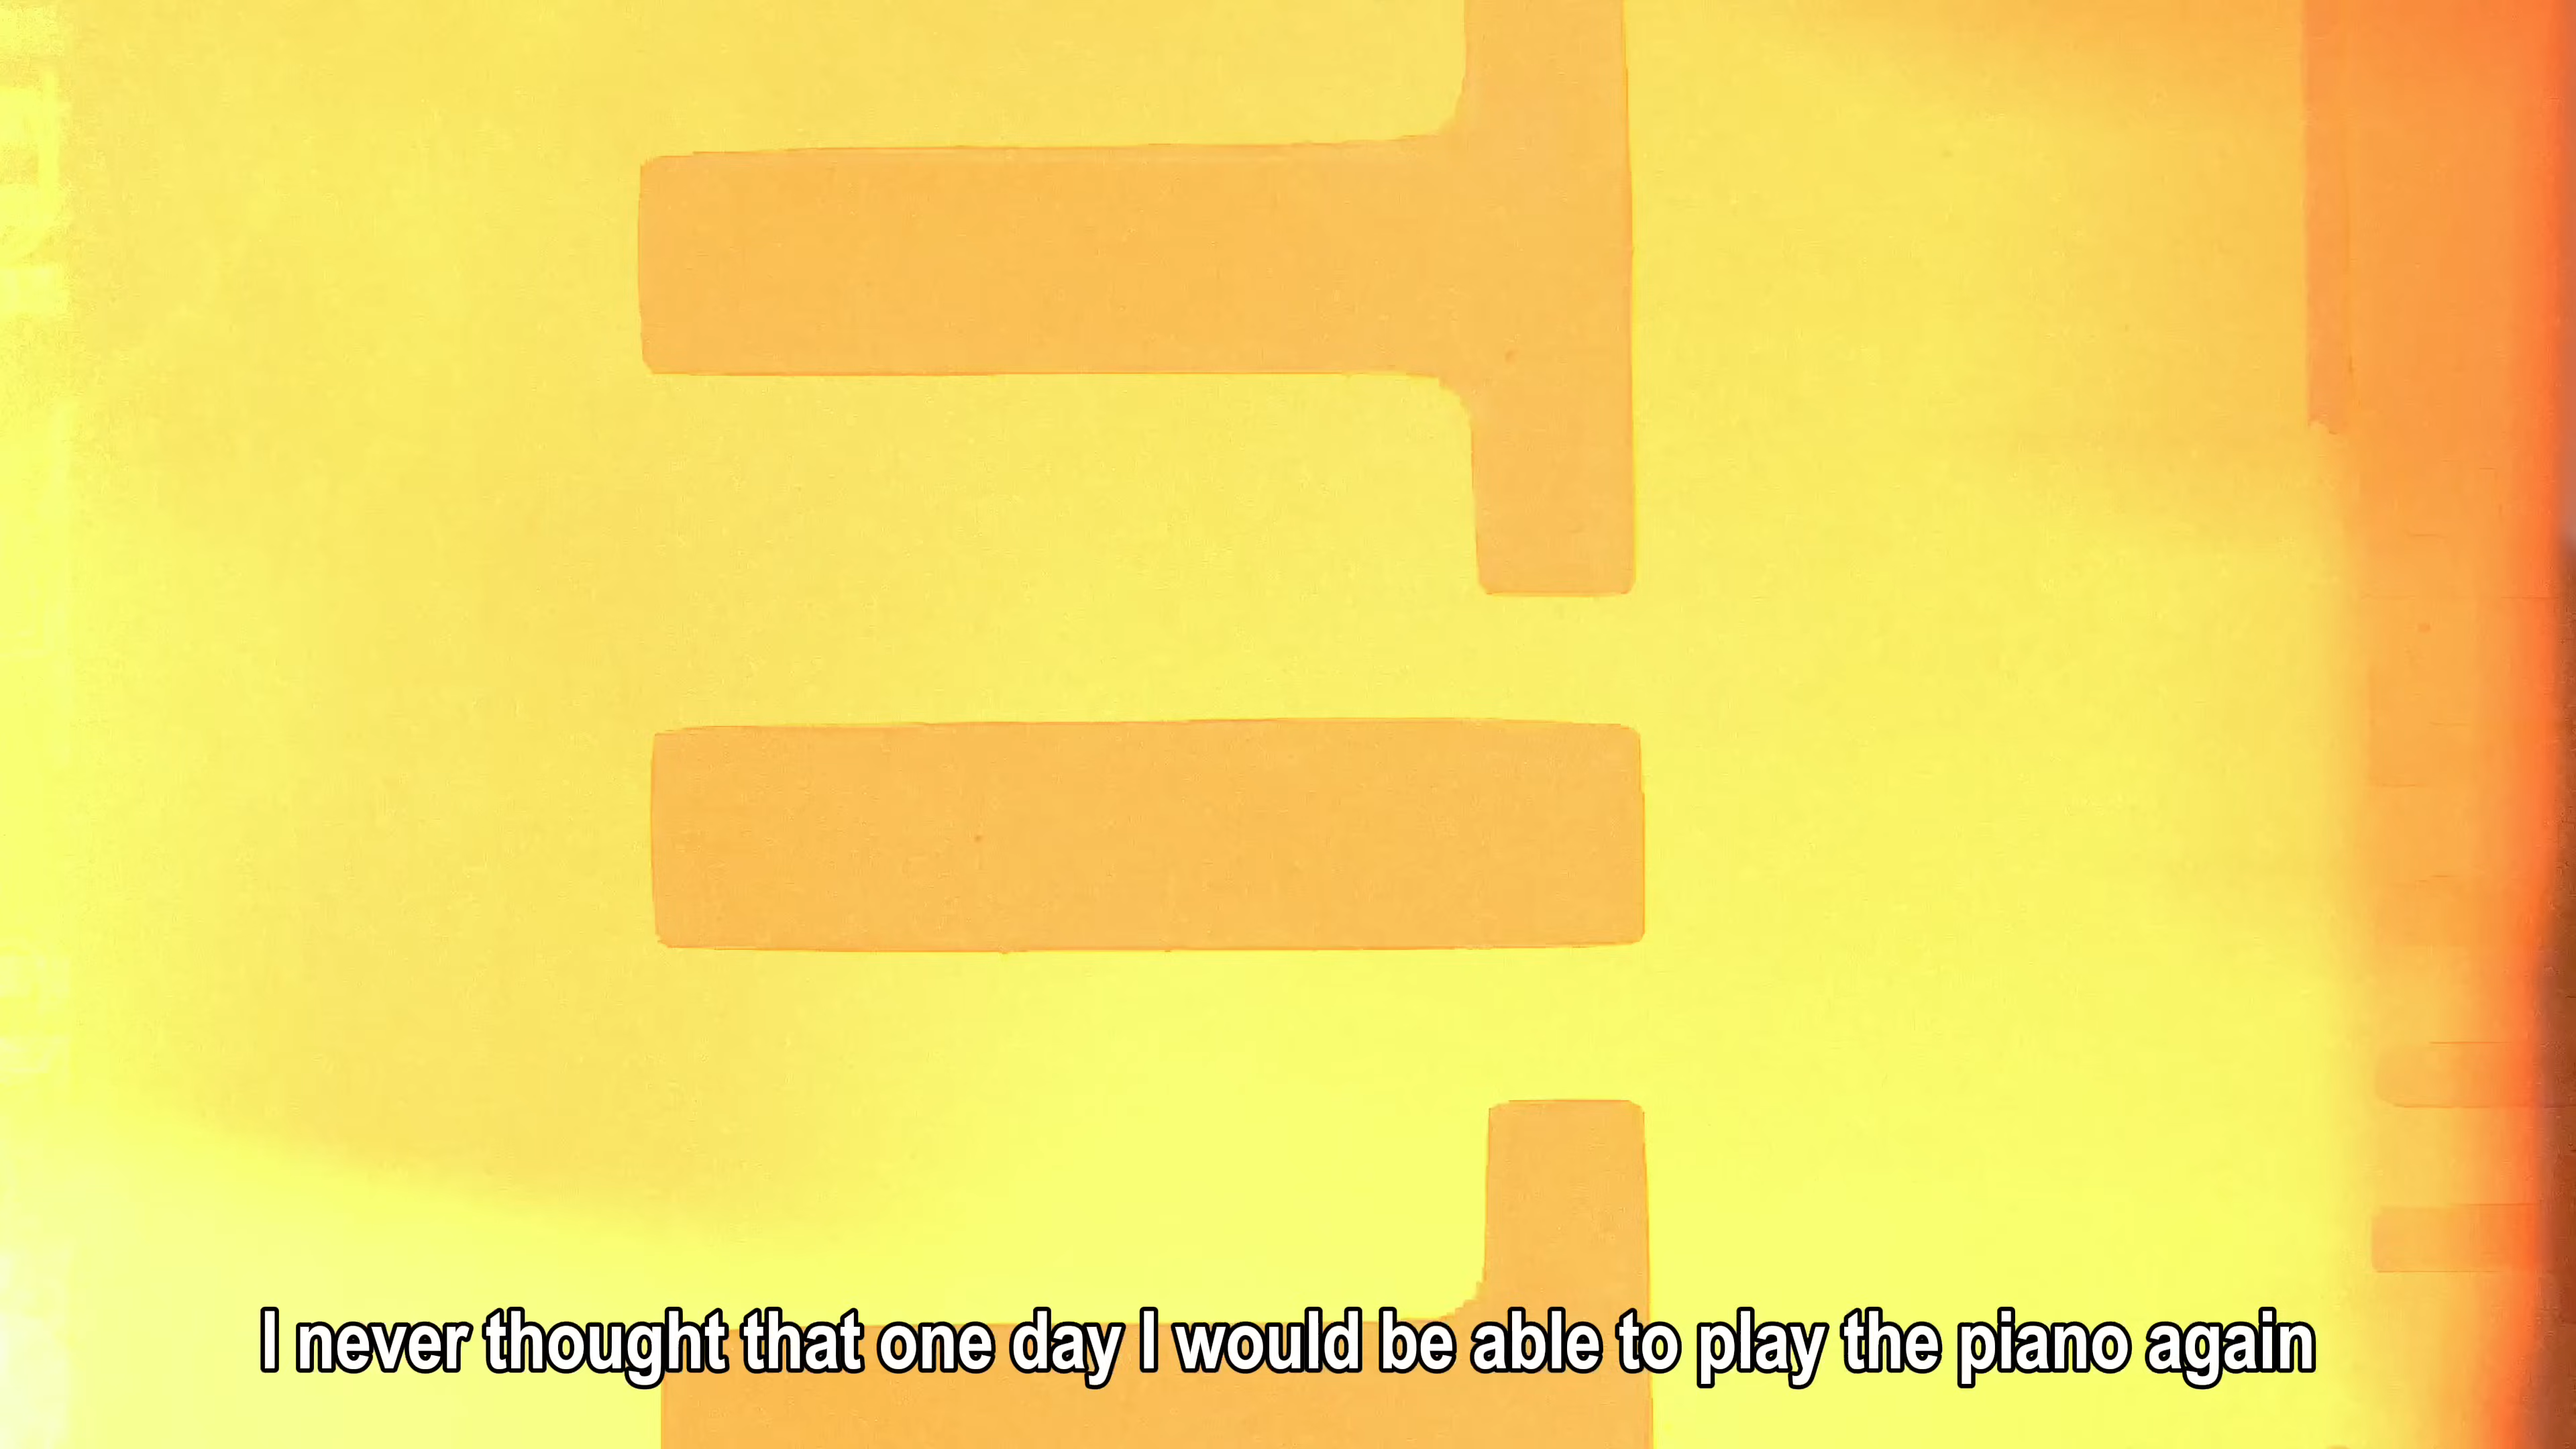 I never thought that one day I would be able to play the piano again